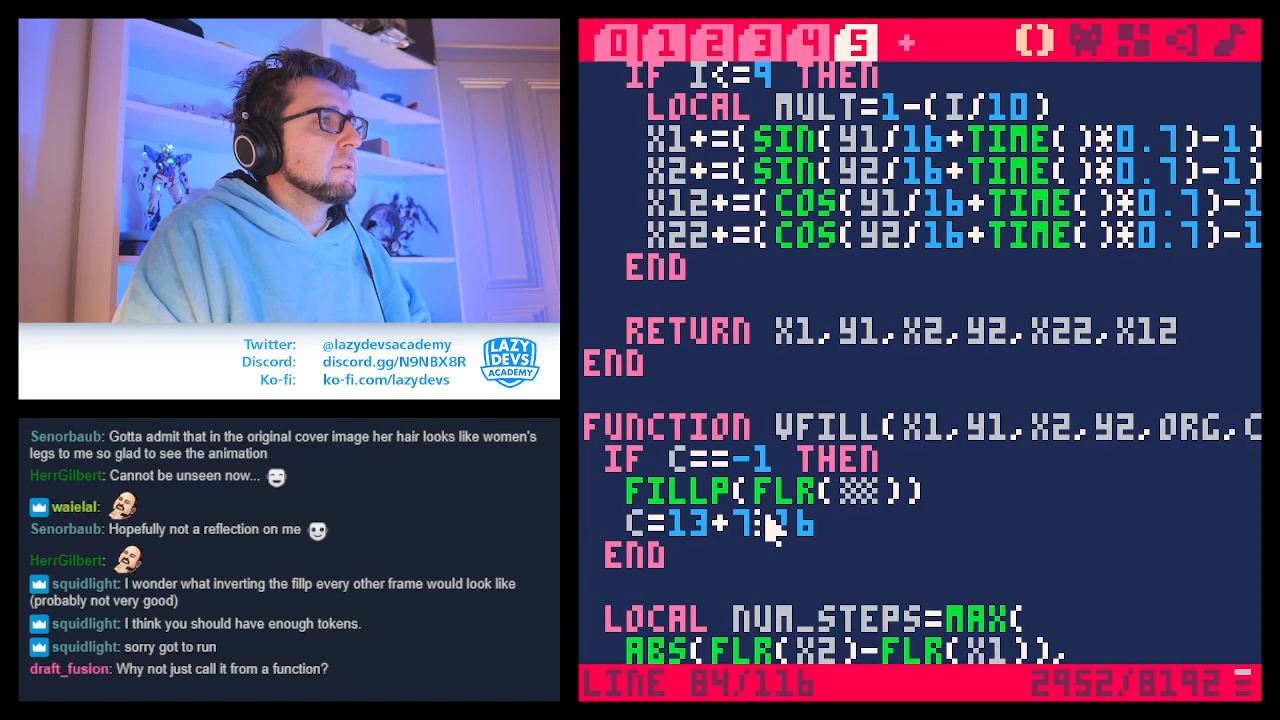 Twitter: @lazydevsacademy
Discord: discord.gg/N9NBX8R
Ko-fi: ko-fi.com/lazydevs
LAZY
DEVS
ACADEMY
Senorbaub: Gotta admit that in the original cover image her hair looks like women's
legs to me so glad to see the animation
HerrGilbert: Cannot be unseen now...
waielal:
Senorbaub: Hopefully not a reflection on me
HerrGilbert:
squidlight: I wonder what inverting the fillp every other frame would look like
(probably not very good)
squidlight: I think you should have enough tokens.
squidlight: sorry got to run
draft_fusion: Why not just call it from a function?
0 1 2 3 4 5 +
IF I<=9 THEN
LOCAL MULT=1-(I/10)
X1+=(SIN(Y1/16+TIME()*0.7)-1)
X2+=(SIN(Y2/16+TIME()*0.7)-1)
X12+=(COS(Y1/16+TIME()*0.7)-1
X22+=(COS(Y2/16+TIME()*0.7)-1
END
RETURN X1,Y1,X2,Y2,X22,X12
END
FUNCTION VFILL(X1,Y1,X2,Y2,ORG,C
IF C==-1 THEN
FILLP(FLR(▒))
C=13+7*16
END
LOCAL NUM_STEPS=MAX(
ABS(FLR(X2)-FLR(X1)),
LINE 84/116 2952/8192